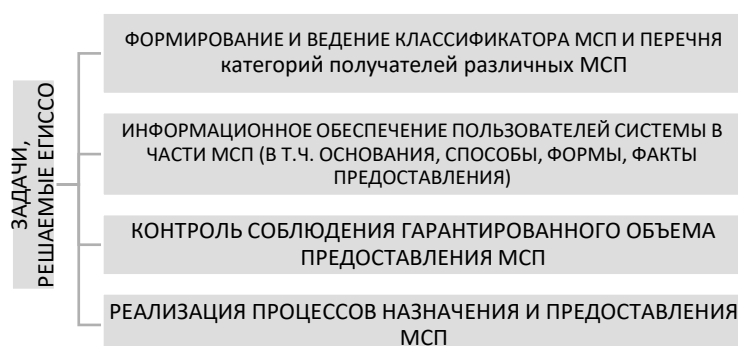 ЗАДАЧИ,
РЕШАЕМЫЕ ЕГИССО
ФОРМИРОВАНИЕ И ВЕДЕНИЕ КЛАССИФИКАТОРА МСП И ПЕРЕЧНЯ
категорий получателей различных МСП
ИНФОРМАЦИОННОЕ ОБЕСПЕЧЕНИЕ ПОЛЬЗОВАТЕЛЕЙ СИСТЕМЫ В
ЧАСТИ МСП (В Т.Ч. ОСНОВАНИЯ, СПОСОБЫ, ФОРМЫ, ФАКТЫ
ПРЕДОСТАВЛЕНИЯ)
КОНТРОЛЬ СОБЛЮДЕНИЯ ГАРАНТИРОВАННОГО ОБЪЕМА
ПРЕДОСТАВЛЕНИЯ МСП
РЕАЛИЗАЦИЯ ПРОЦЕССОВ НАЗНАЧЕНИЯ И ПРЕДОСТАВЛЕНИЯ
МСП